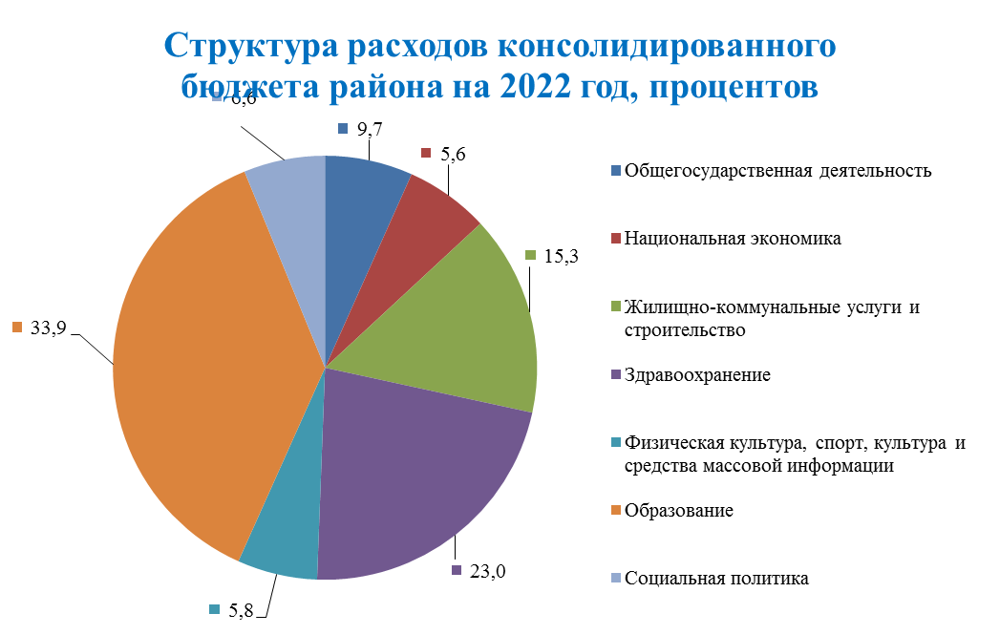 Структура расходов консолидированного
бюджета района на 2022 год, процентов
6,6
9,7
5,6
15,3
33,9
23,0
5,8
Общегосударственная деятельность
Национальная экономика
Жилищно-коммунальные услуги и
строительство
Здравоохранение
Физическая культура, спорт, культура и
средства массовой информации
Образование
Социальная политика